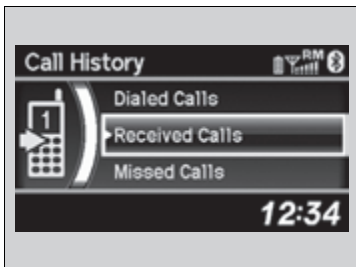 Call History
RM
Dialed Calls
1
Received Calls
Missed Calls
12:34